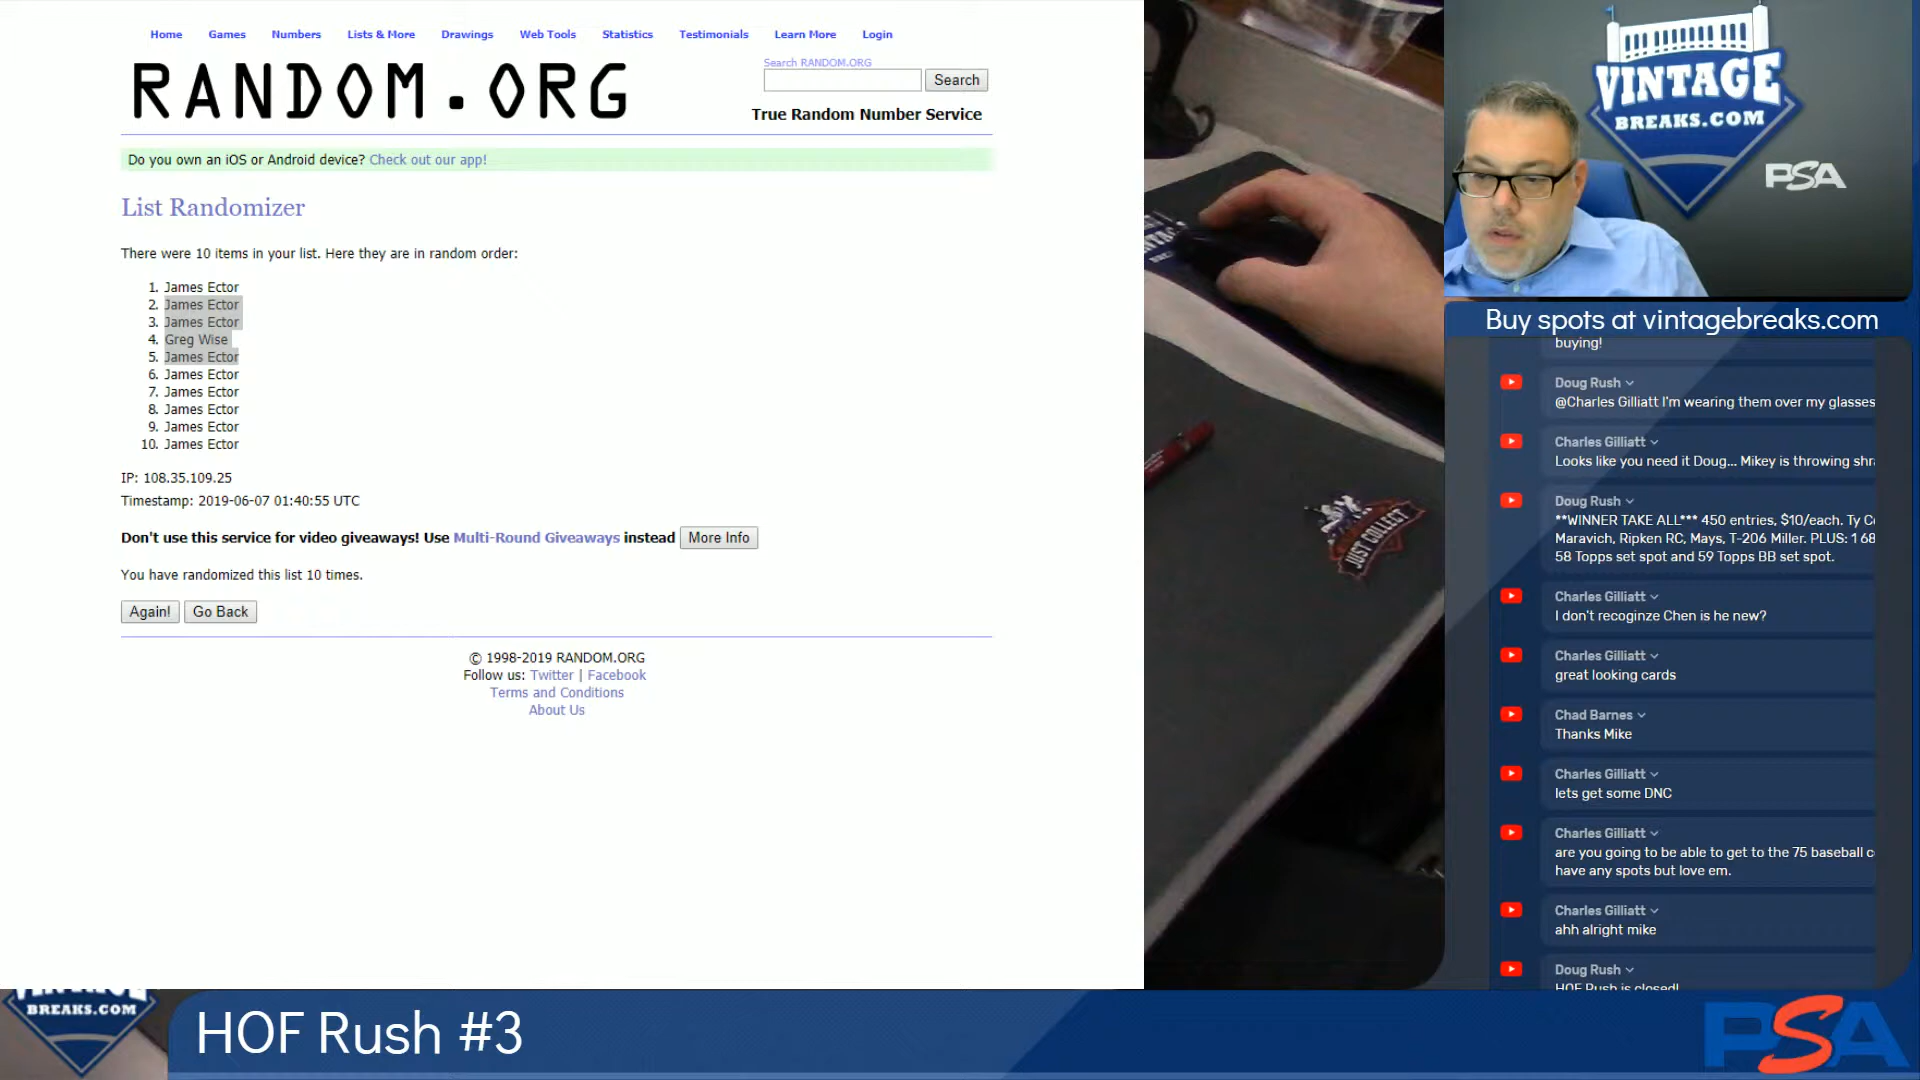 Home Games Numbers Lists & More Drawings Web Tools Statistics Testimonials Learn More Login
RANDOM.ORG
Search RANDOM.ORG
Search
True Random Number Service
Do you own an iOS or Android device? Check out our app!
List Randomizer
There were 10 items in your list. Here they are in random order:
1. James Ector
2. James Ector
3. James Ector
4. Greg Wise
5. James Ector
6. James Ector
7. James Ector
8. James Ector
9. James Ector
10. James Ector
IP: 108.35.109.25
Timestamp: 2019-06-07 01:40:55 UTC
Don't use this service for video giveaways! Use Multi-Round Giveaways instead More Info
You have randomized this list 10 times.
Again! Go Back
© 1998-2019 RANDOM.ORG
Follow us: Twitter | Facebook
Terms and Conditions
About Us
JUST COLLECT
VINTAGE
BREAKS.COM
PSA
Buy spots at vintagebreaks.com
buying!
Doug Rush
@Charles Gilliatt I'm wearing them over my glasses
Charles Gilliatt
Looks like you need it Doug... Mikey is throwing shr
Doug Rush
**WINNER TAKE ALL*** 450 entries, $10/each. Ty C
Maravich, Ripken RC, Mays, T-206 Miller. PLUS: 1 68
58 Topps set spot and 59 Topps BB set spot.
Charles Gilliatt
I don't recoginze Chen is he new?
Charles Gilliatt
great looking cards
Chad Barnes
Thanks Mike
Charles Gilliatt
lets get some DNC
Charles Gilliatt
are you going to be able to get to the 75 baseball c
have any spots but love em.
Charles Gilliatt
ahh alright mike
Doug Rush
HOF Rush is closed!
VINTAGE
BREAKS.COM
HOF Rush #3
PSA